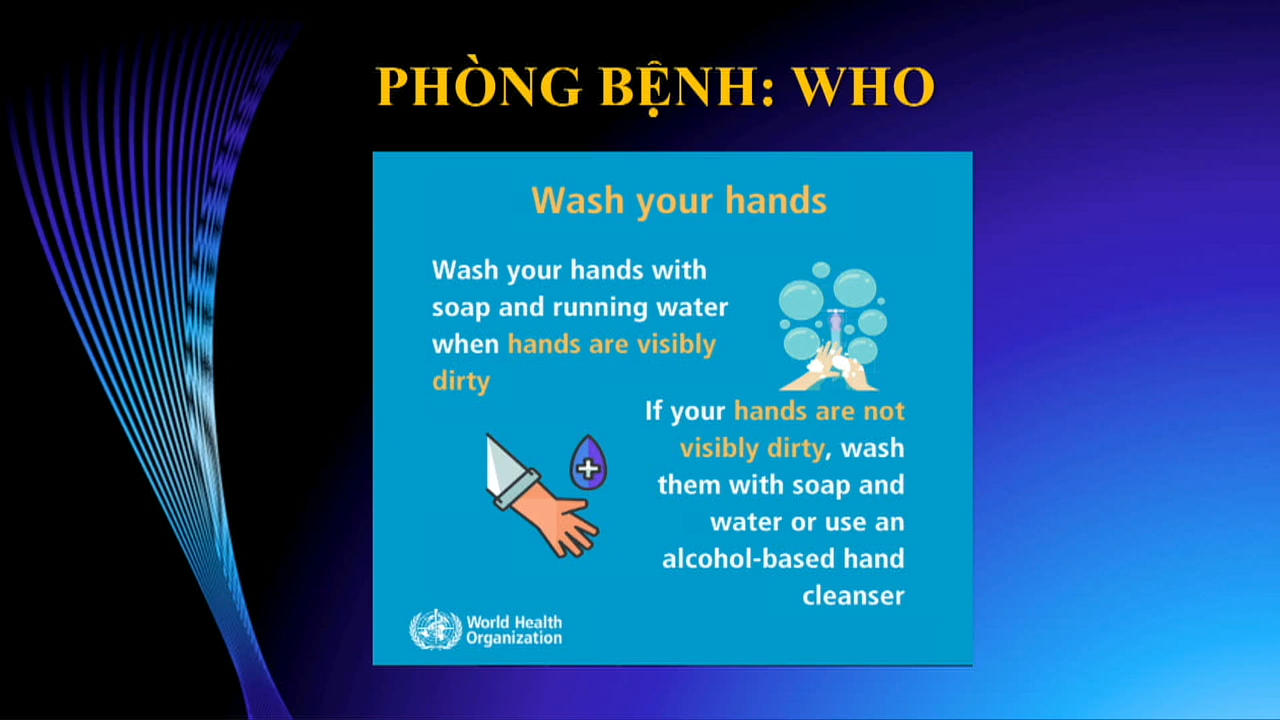 PHÒNG BỆNH: WHO
Wash your hands
Wash your hands with
soap and running water
when hands are visibly
dirty
If your hands are not
visibly dirty, wash
them with soap and
water or use an
alcohol-based hand
cleanser
World Health
Organization